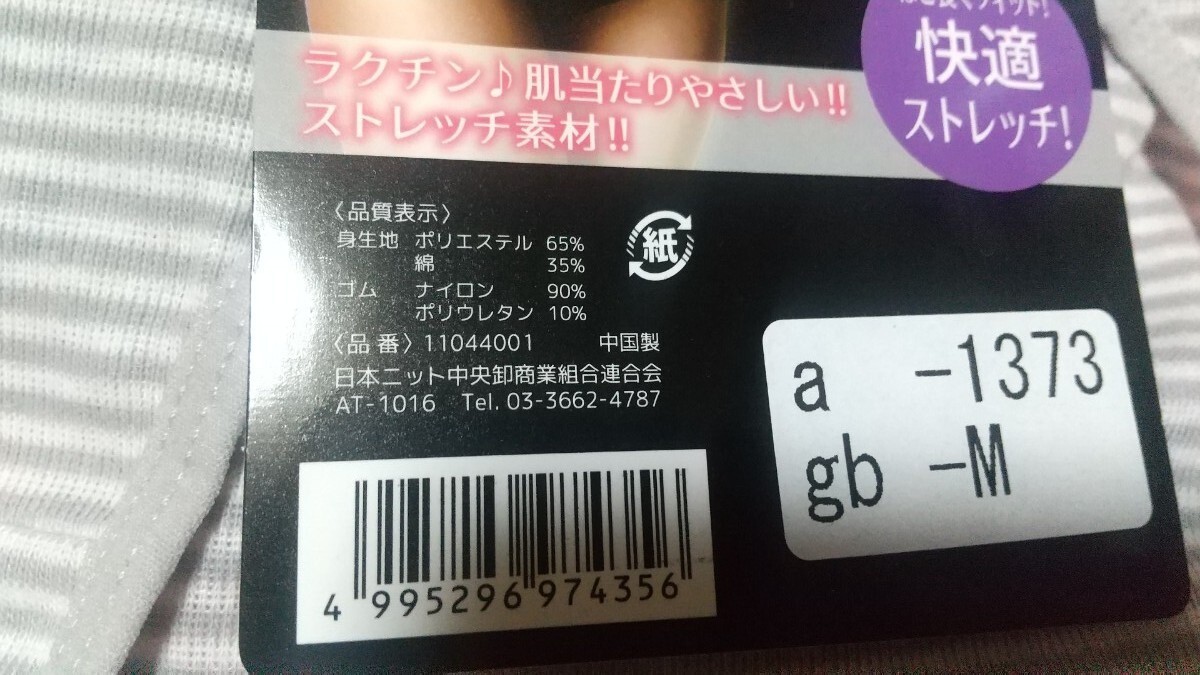 ラクチン♪肌当たりやさしい!!
ストレッチ素材!!
快適
ストレッチ!
〈品質表示〉
身生地 ポリエステル 65%
綿 35%
ゴム ナイロン 90%
ポリウレタン 10%
〈品 番〉11044001 中国製
日本ニット中央卸商業組合連合会
AT-1016 Tel. 03-3662-4787
紙
a -1373
gb -M
4 995296 974356